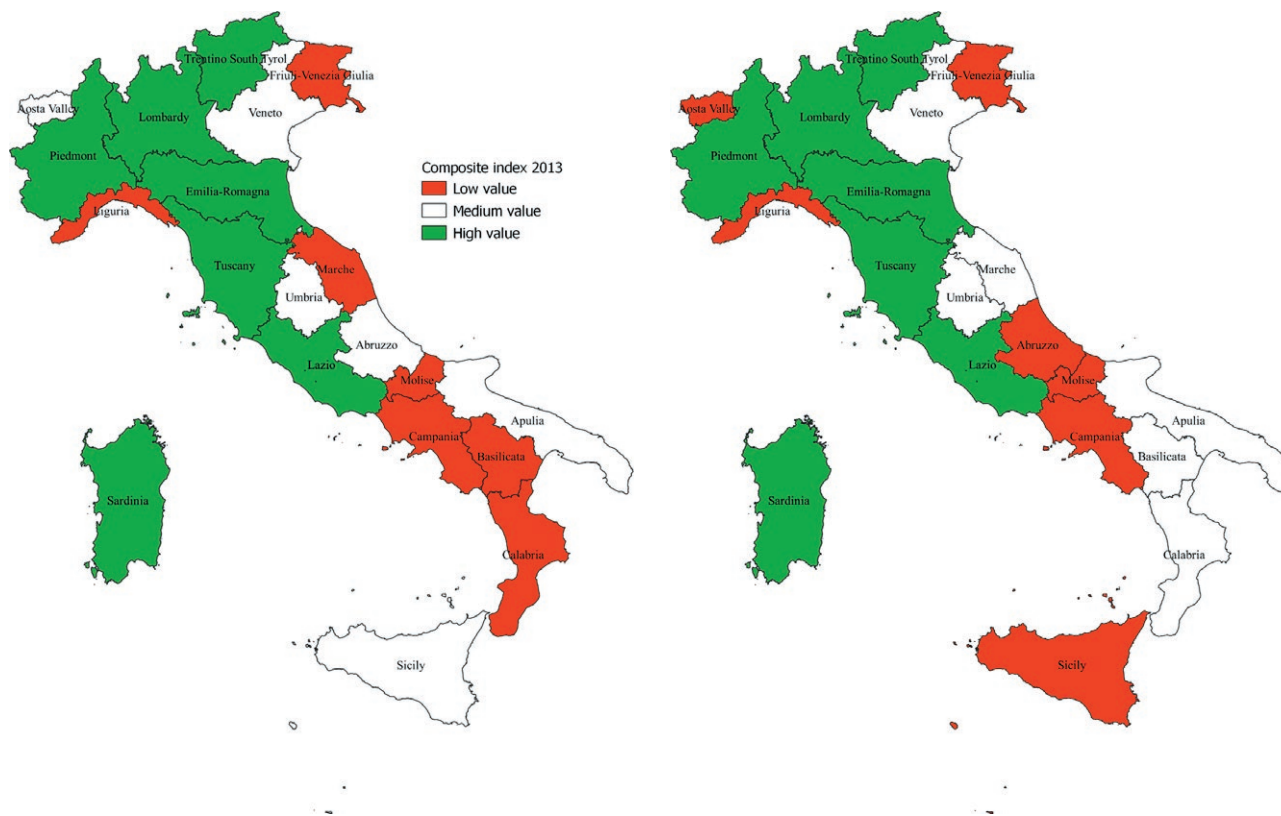 Trentino South Tyrol
Friuli-Venezia Giulia
Aosta Valley
Lombardy
Veneto
Piedmont
Emilia-Romagna
Liguria
Tuscany
Marche
Umbria
Abruzzo
Lazio
Molise
Apulia
Campania
Basilicata
Sardinia
Calabria
Sicily
Composite index 2013
Low value
Medium value
High value
Trentino South Tyrol
Friuli-Venezia Giulia
Aosta Valley
Lombardy
Veneto
Piedmont
Emilia-Romagna
Liguria
Tuscany
Marche
Umbria
Abruzzo
Lazio
Molise
Apulia
Campania
Basilicata
Sardinia
Calabria
Sicily